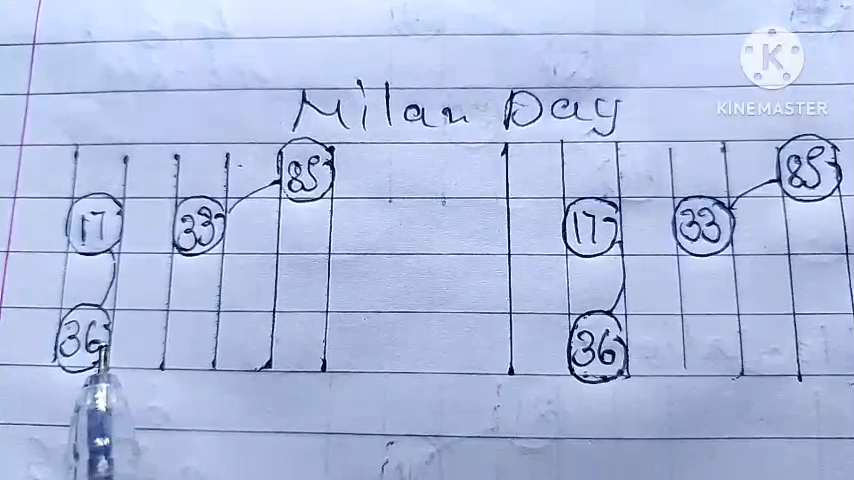 K
KINEMASTER
Milan Day
85 85
17 33 17 33
36 36